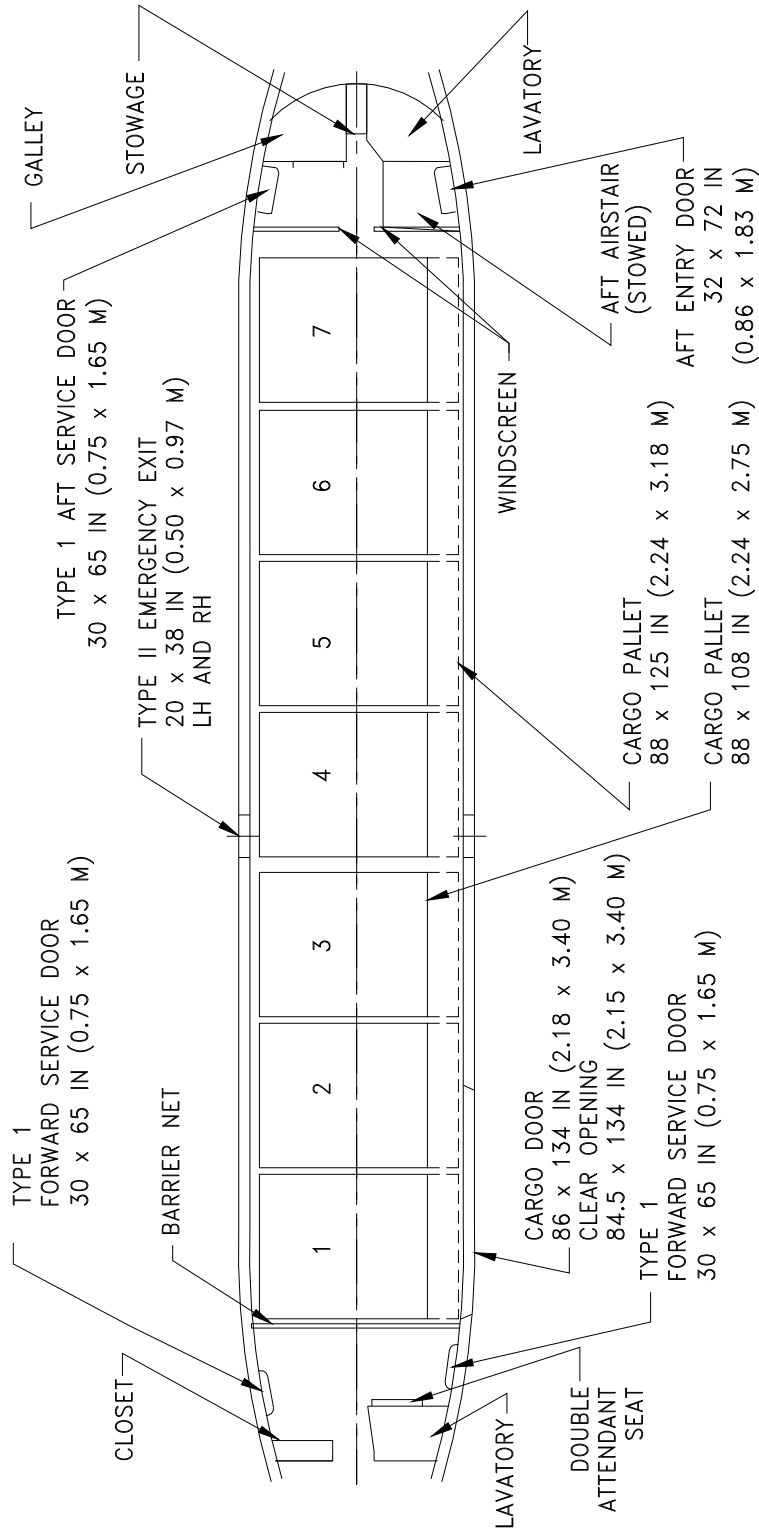 TYPE 1
FORWARD SERVICE DOOR
30 x 65 IN (0.75 x 1.65 M)
TYPE 1 AFT SERVICE DOOR
30 x 65 IN (0.75 x 1.65 M)
GALLEY
STOWAGE
CLOSET
BARRIER NET
TYPE II EMERGENCY EXIT
20 x 38 IN (0.50 x 0.97 M)
LH AND RH
1
2
3
4
5
6
7
LAVATORY
DOUBLE
ATTENDANT
SEAT
CARGO DOOR
86 x 134 IN (2.18 x 3.40 M)
CLEAR OPENING
84.5 x 134 IN (2.15 x 3.40 M)
TYPE 1
FORWARD SERVICE DOOR
30 x 65 IN (0.75 x 1.65 M)
CARGO PALLET
88 x 125 IN (2.24 x 3.18 M)
CARGO PALLET
88 x 108 IN (2.24 x 2.75 M)
WINDSCREEN
LAVATORY
AFT AIRSTAIR
(STOWED)
AFT ENTRY DOOR
32 x 72 IN
(0.86 x 1.83 M)